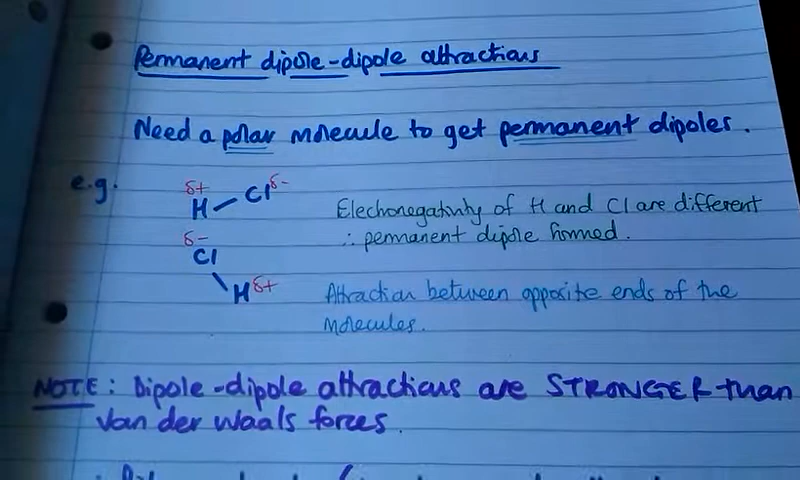 Permanent dipole-dipole attractions
Need a polar molecule to get permanent dipoles.
e.g.
δ+ H - Cl δ-
Electronegativity of H and Cl are different
∴ permanent dipole formed.
δ-
Cl
H δ+
Attraction between opposite ends of the
molecules.
NOTE: Dipole-dipole attractions are STRONGER than
Van der Waals forces.